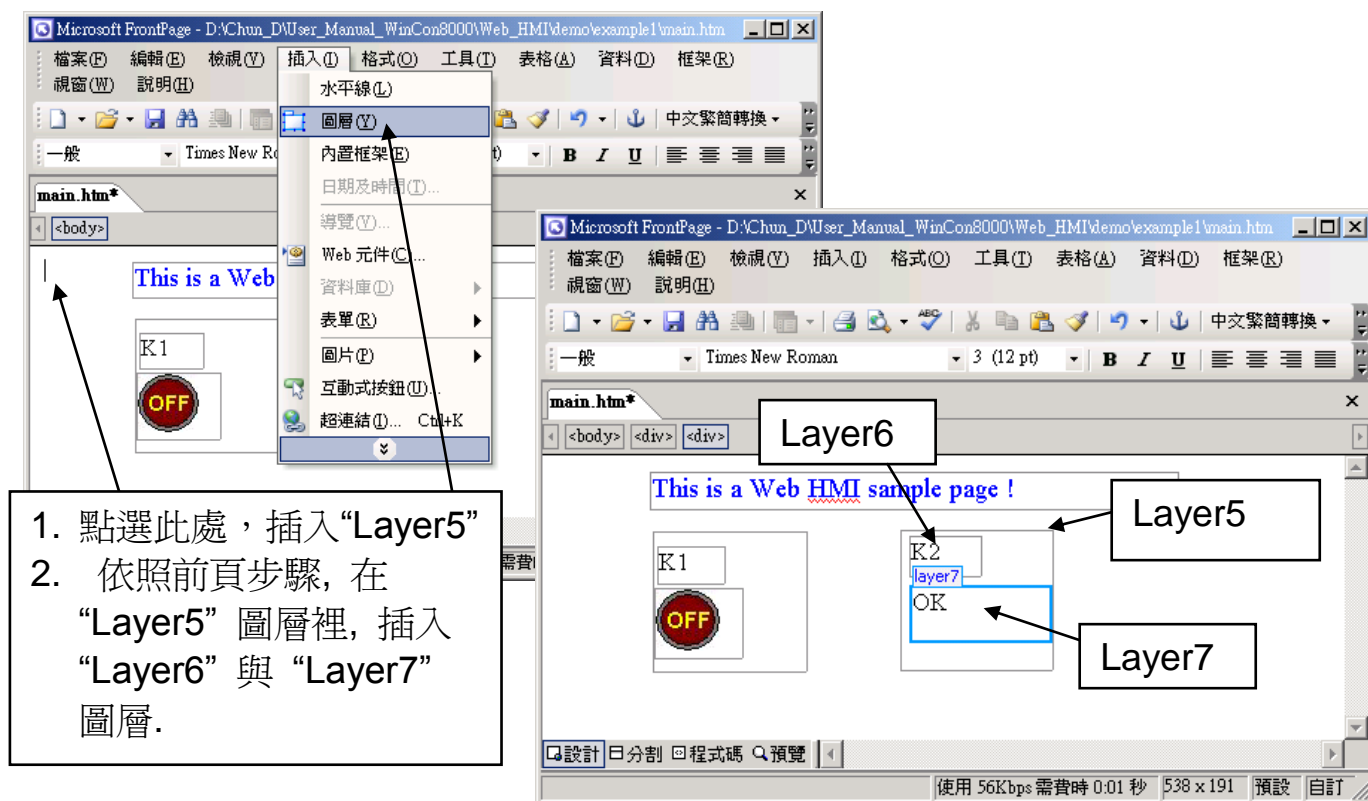 Microsoft FrontPage - D:\Chun_D\User_Manual_WinCon8000\Web_HMI\demo\example1\main.htm
檔案(F) 編輯(E) 檢視(V) 插入(I) 格式(O) 工具(T) 表格(A) 資料(D) 框架(R)
視窗(W) 說明(H)
中文繁簡轉換
一般 Times New Ro B I U
main.htm*
<body>
水平線(L)
圖層(Y)
內置框架(E)
日期及時間(T)...
導覽(V)...
Web 元件(C)...
資料庫(D)
表單(R)
圖片(P)
互動式按鈕(U)...
超連結(I)... Ctrl+K
This is a Web
K1
OFF
1. 點選此處，插入“Layer5”
2. 依照前頁步驟, 在
“Layer5” 圖層裡, 插入
“Layer6” 與 “Layer7”
圖層.
需費
Microsoft FrontPage - D:\Chun_D\User_Manual_WinCon8000\Web_HMI\demo\example1\main.htm
檔案(F) 編輯(E) 檢視(V) 插入(I) 格式(O) 工具(T) 表格(A) 資料(D) 框架(R)
視窗(W) 說明(H)
ABC 中文繁簡轉換
一般 Times New Roman 3 (12 pt) B I U
main.htm*
<body> <div> <div>
Layer6
This is a Web HMI sample page !
Layer5
K1
OFF
K2
layer7
OK
Layer7
設計 分割 程式碼 預覽
使用 56Kbps 需費時 0:01 秒 538 x 191 預設 自訂